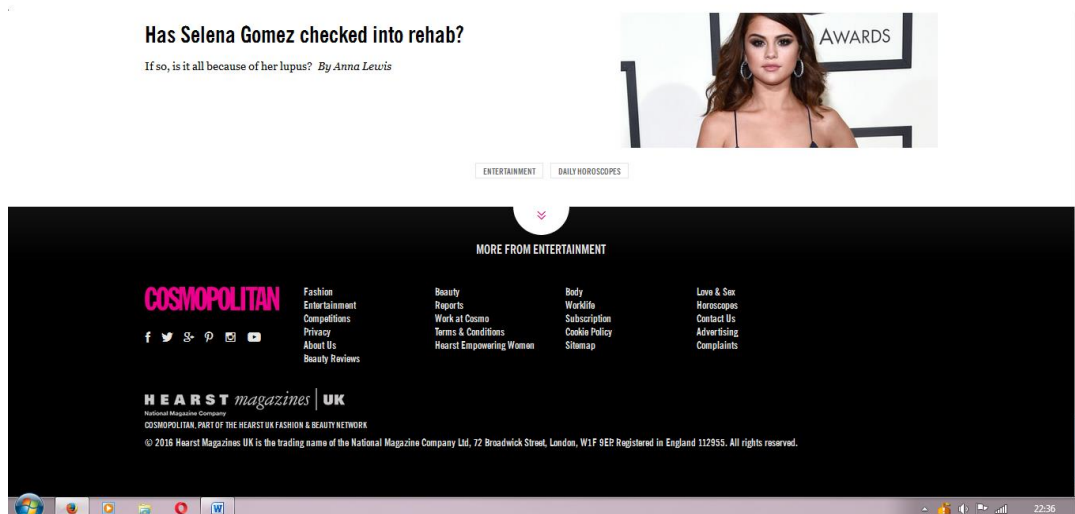 Has Selena Gomez checked into rehab?
If so, is it all because of her lupus? By Anna Lewis
AWARDS
ENTERTAINMENT DAILY HOROSCOPES
MORE FROM ENTERTAINMENT
COSMOPOLITAN
Fashion
Entertainment
Competitions
Privacy
About Us
Beauty Reviews
Beauty
Reports
Work at Cosmo
Terms & Conditions
Hearst Empowering Women
Body
Worklife
Subscription
Cookie Policy
Sitemap
Love & Sex
Horoscopes
Contact Us
Advertising
Complaints
HEARST magazines UK
National Magazine Company
COSMOPOLITAN, PART OF THE HEARST UK FASHION & BEAUTY NETWORK
© 2016 Hearst Magazines UK is the trading name of the National Magazine Company Ltd, 72 Broadwick Street, London, W1F 9EP. Registered in England 112955. All rights reserved.
22:36